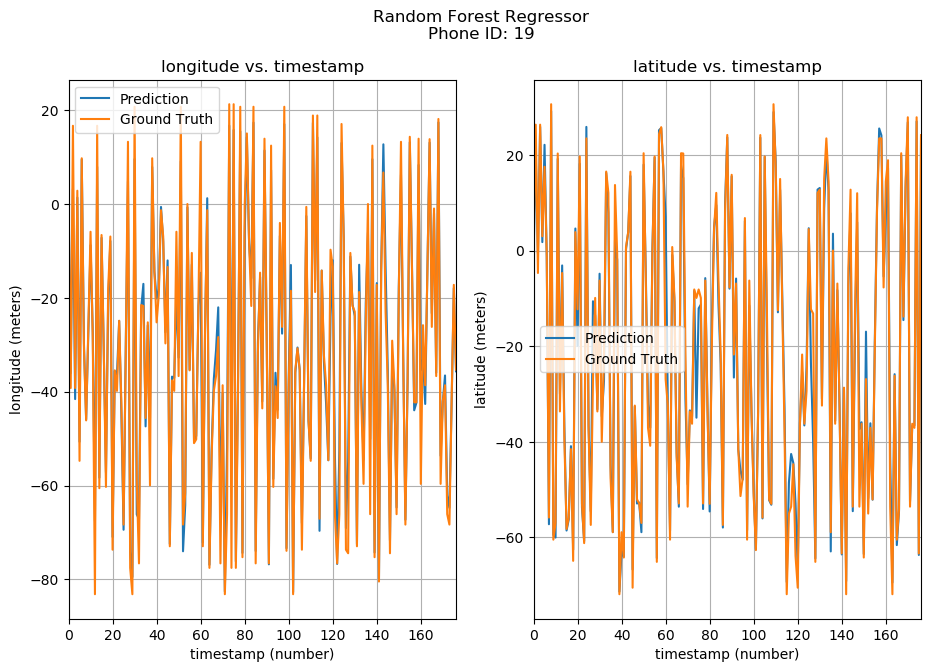 Random Forest Regressor
Phone ID: 19
longitude vs. timestamp
Prediction
Ground Truth
20
0
−20
−40
−60
−80
longitude (meters)
0 20 40 60 80 100 120 140 160
timestamp (number)
latitude vs. timestamp
Prediction
Ground Truth
20
0
−20
−40
−60
latitude (meters)
0 20 40 60 80 100 120 140 160
timestamp (number)